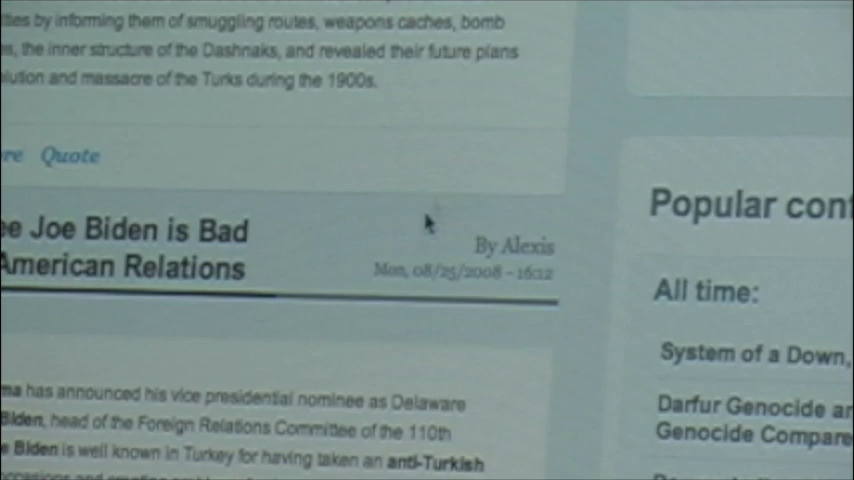 ties by informing them of smuggling routes, weapons caches, bomb
s, the inner structure of the Dashnaks, and revealed their future plans
lution and massacre of the Turks during the 1900s.
re Quote
ee Joe Biden is Bad
American Relations
By Alexis
Mon, 08/25/2008 - 16:12
ma has announced his vice presidential nominee as Delaware
Biden, head of the Foreign Relations Committee of the 110th
e Biden is well known in Turkey for having taken an anti-Turkish
Popular cont
All time:
System of a Down,
Darfur Genocide an
Genocide Compare